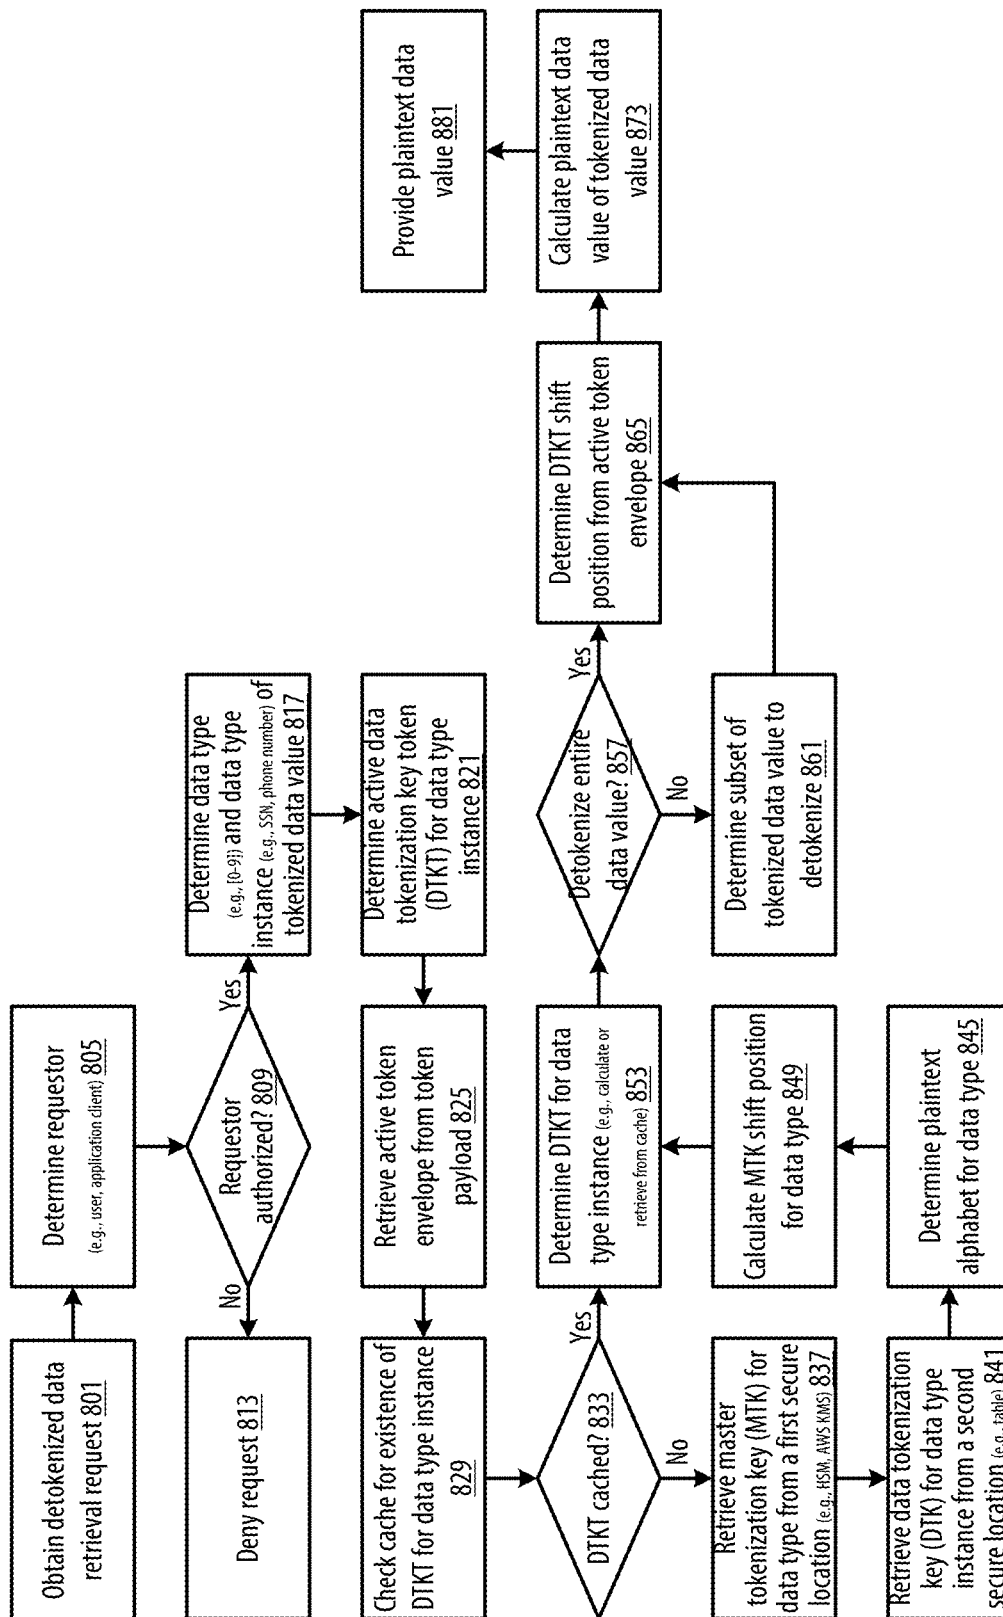 Obtain detokenized data
retrieval request 801
Determine requestor
(e.g., user, application client) 805
Requestor
authorized? 809
No
Yes
Deny request 813
Determine data type
(e.g., [0-9]) and data type
instance (e.g., SSN, phone number) of
tokenized data value 817
Determine active data
tokenization key token
(DTKT) for data type
instance 821
Retrieve active token
envelope from token
payload 825
Check cache for existence of
DTKT for data type instance
829
DTKT cached? 833
Yes
No
Retrieve master
tokenization key (MTK) for
data type from a first secure
location (e.g., HSM, AWS KMS) 837
Retrieve data tokenization
key (DTK) for data type
instance from a second
secure location (e.g., table) 841
Determine plaintext
alphabet for data type 845
Calculate MTK shift position
for data type 849
Determine DTKT for data
type instance (e.g., calculate or
retrieve from cache) 853
Detokenize entire
data value? 857
Yes
No
Determine subset of
tokenized data value to
detokenize 861
Determine DTKT shift
position from active token
envelope 865
Calculate plaintext data
value of tokenized data
value 873
Provide plaintext data
value 881